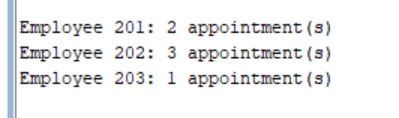 Employee 201: 2 appointment(s)
Employee 202: 3 appointment(s)
Employee 203: 1 appointment(s)